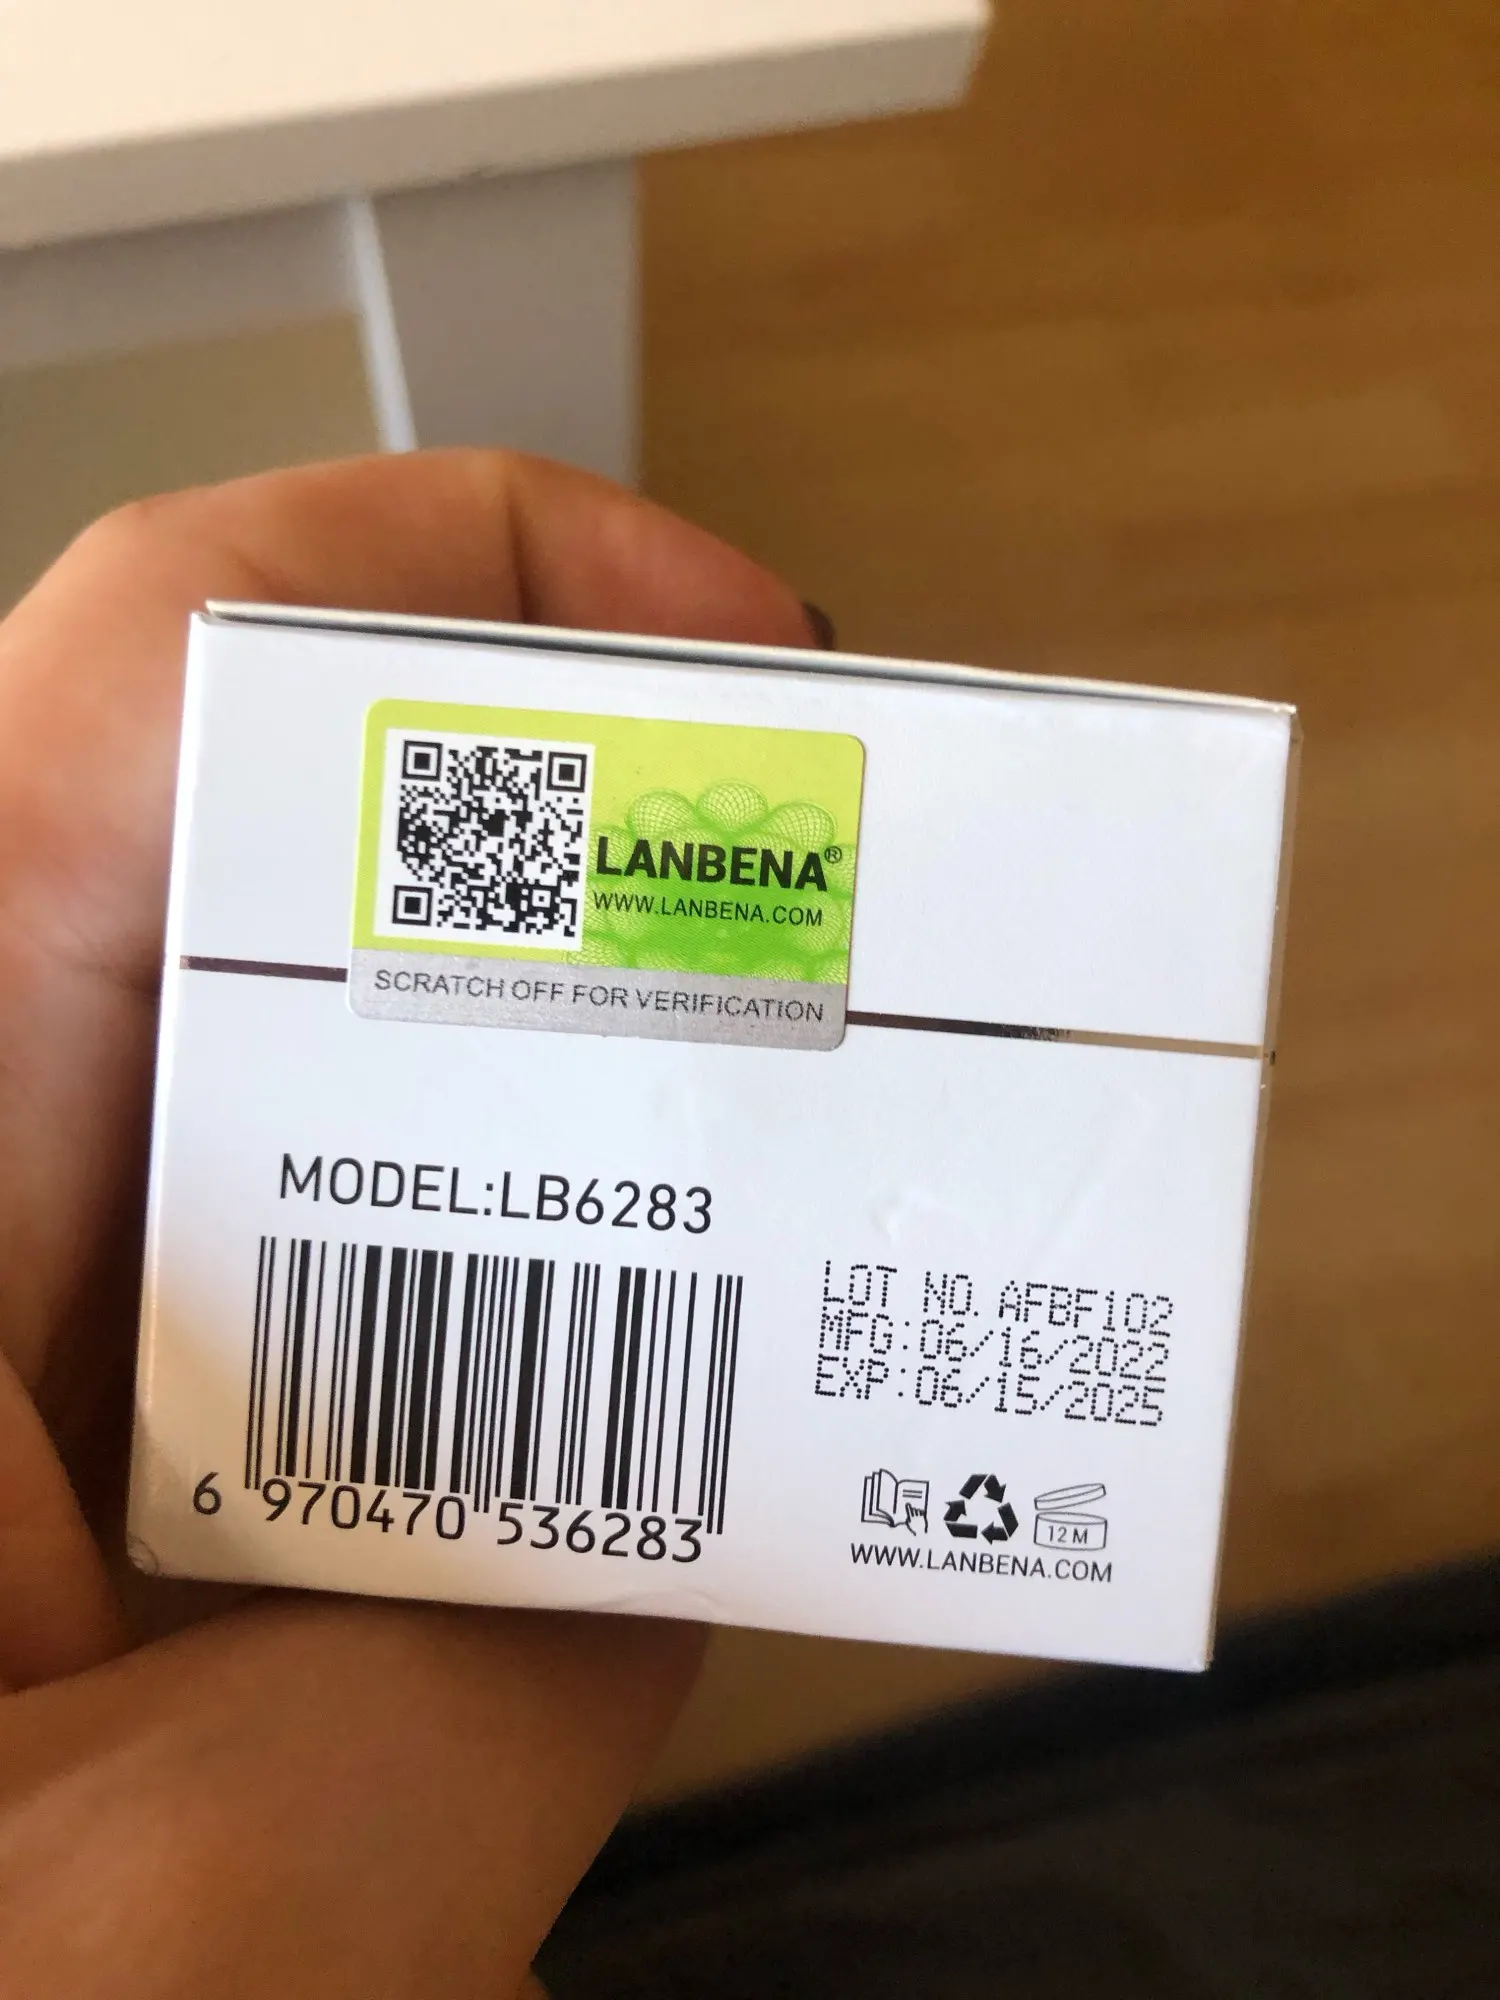 LANBENA®
WWW.LANBENA.COM
SCRATCH OFF FOR VERIFICATION
MODEL:LB6283
6 970470 536283
LOT NO. AFBF102
MFG:06/16/2022
EXP:06/15/2025
12 M
WWW.LANBENA.COM